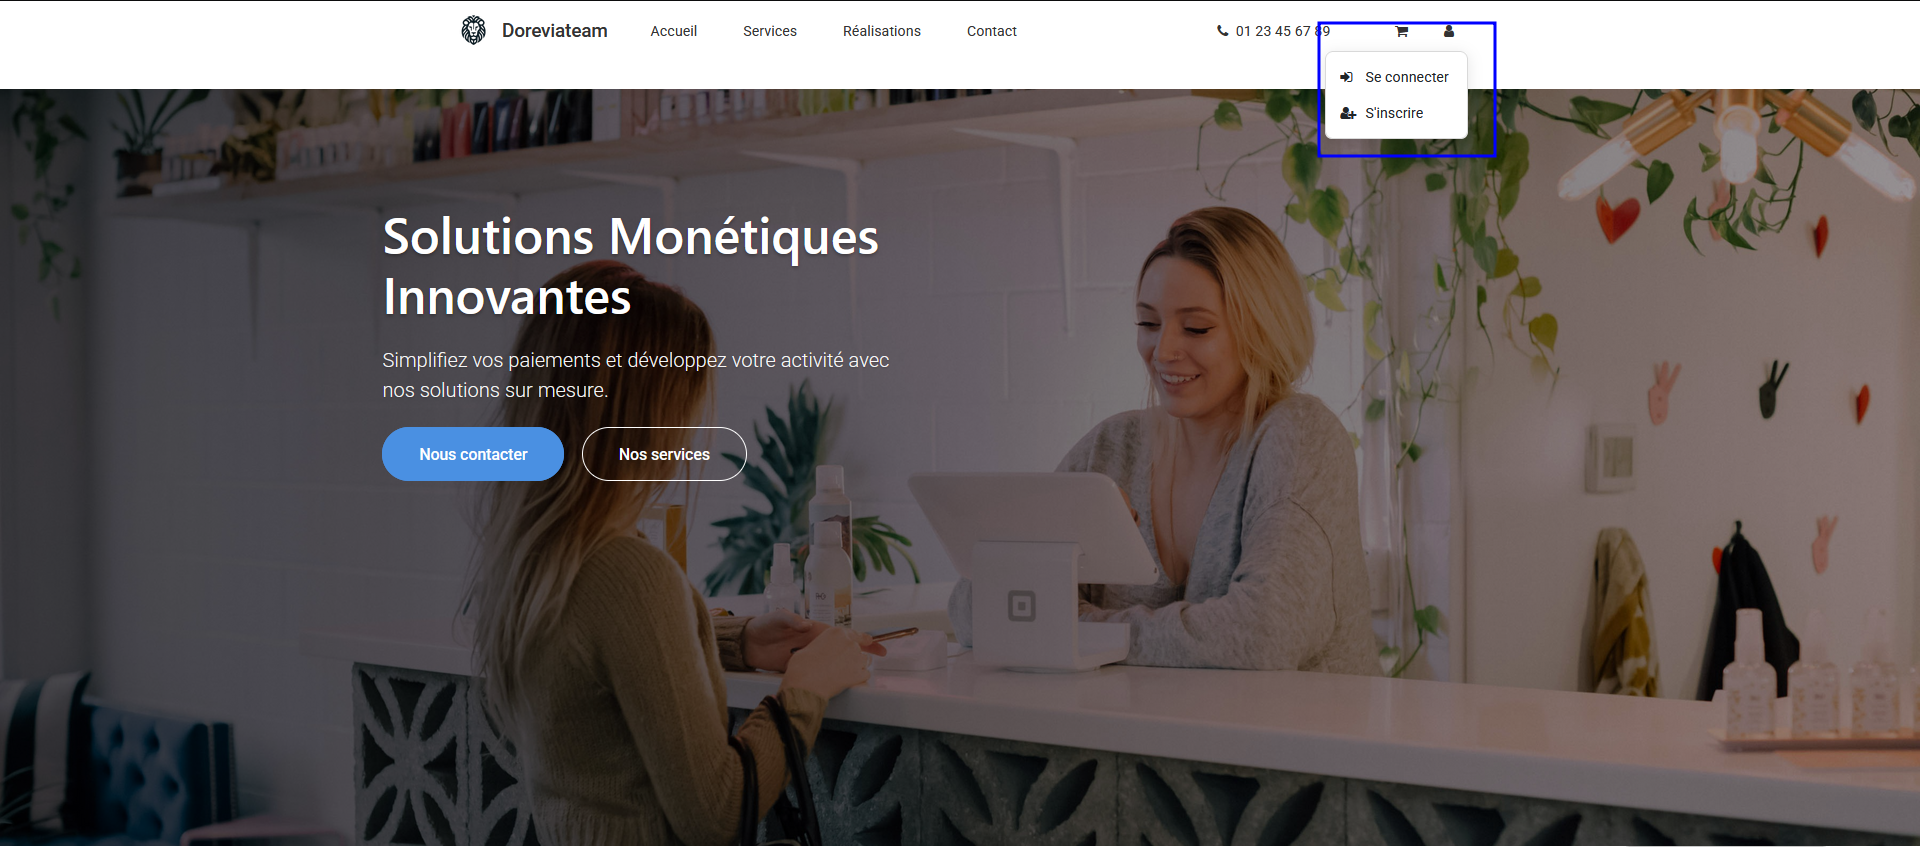 Doreviateam Accueil Services Réalisations Contact 01 23 45 67 89
Se connecter
S'inscrire
Solutions Monétiques
Innovantes
Simplifiez vos paiements et développez votre activité avec
nos solutions sur mesure.
Nous contacter Nos services